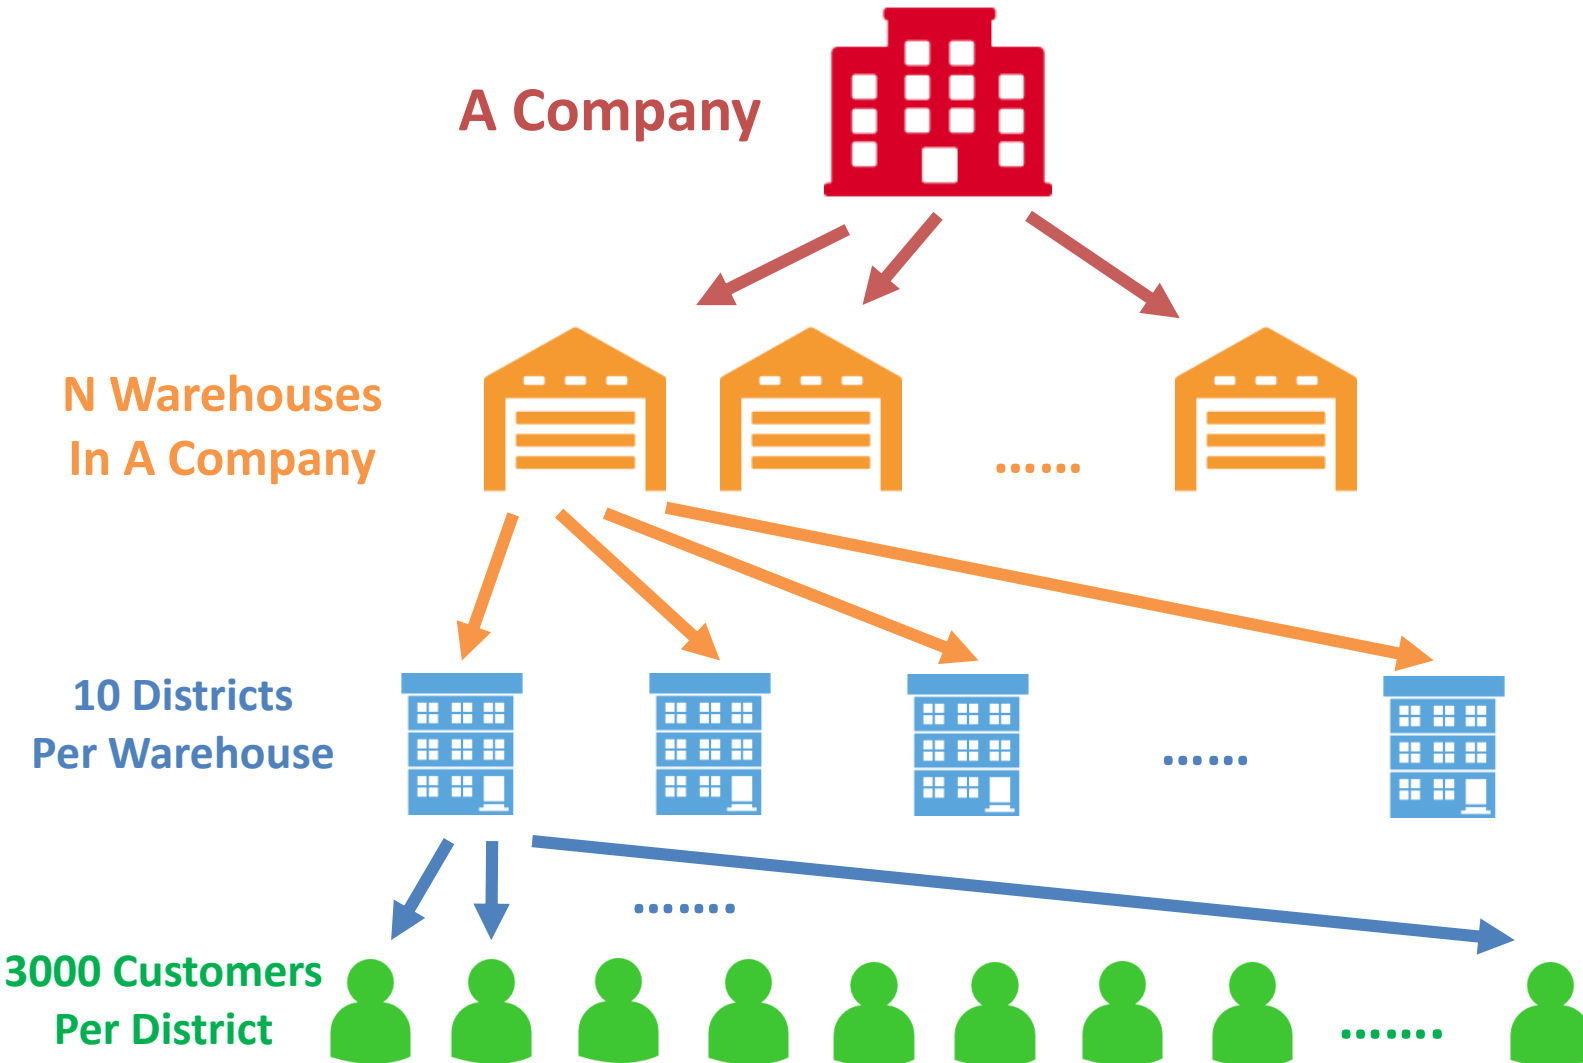 A Company
N Warehouses
In A Company
.......
10 Districts
Per Warehouse
......
.......
3000 Customers
Per District
.......